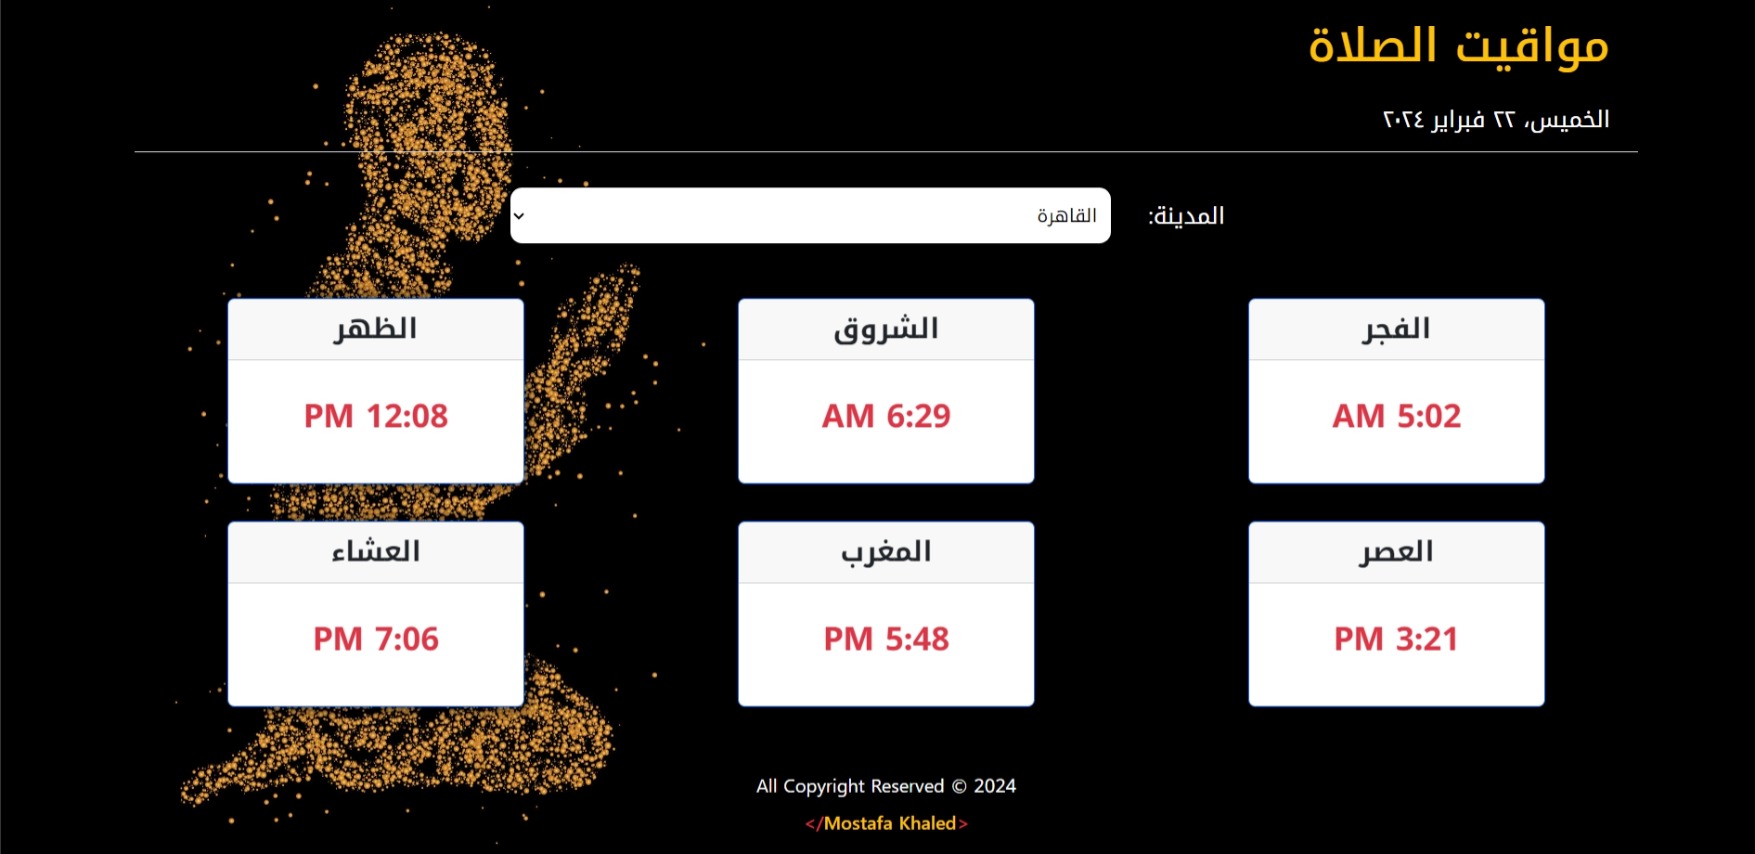 مواقيت الصلاة
الخميس، ٢٢ فبراير ٢٠٢٤
المدينة:
القاهرة
الفجر
AM 5:02
الشروق
AM 6:29
الظهر
PM 12:08
العصر
PM 3:21
المغرب
PM 5:48
العشاء
PM 7:06
All Copyright Reserved © 2024
</Mostafa Khaled>